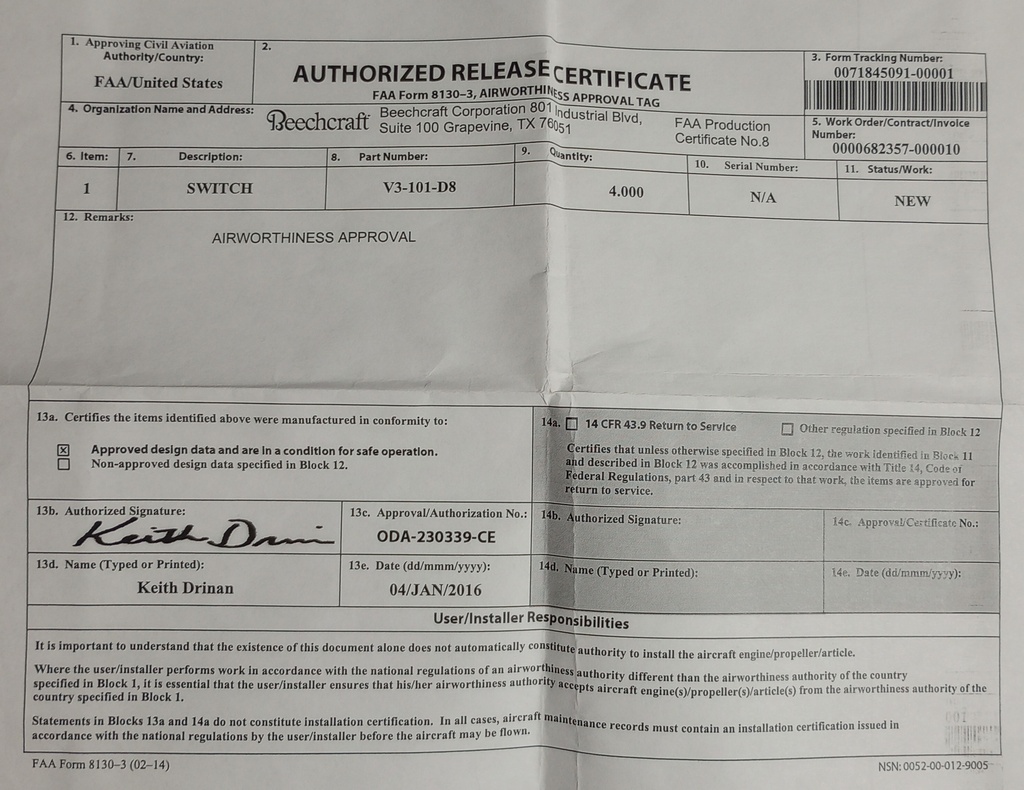 1. Approving Civil Aviation
Authority/Country:
FAA/United States
2.
AUTHORIZED RELEASE CERTIFICATE
FAA Form 8130–3, AIRWORTHINESS APPROVAL TAG
3. Form Tracking Number:
0071845091-00001
4. Organization Name and Address:
Beechcraft
Beechcraft Corporation 801 Industrial Blvd,
Suite 100 Grapevine, TX 76051
FAA Production
Certificate No.8
5. Work Order/Contract/Invoice
Number:
0000682357-000010
6. Item:
1
7. Description:
SWITCH
8. Part Number:
V3-101-D8
9. Quantity:
4.000
10. Serial Number:
N/A
11. Status/Work:
NEW
12. Remarks:
AIRWORTHINESS APPROVAL
13a. Certifies the items identified above were manufactured in conformity to:
Approved design data and are in a condition for safe operation.
Non-approved design data specified in Block 12.
14a. 14 CFR 43.9 Return to Service Other regulation specified in Block 12
Certifies that unless otherwise specified in Block 12, the work identified in Block 11
and described in Block 12 was accomplished in accordance with Title 14, Code of
Federal Regulations, part 43 and in respect to that work, the items are approved for
return to service.
13b. Authorized Signature:
Keith Drinan
13c. Approval/Authorization No.:
ODA-230339-CE
14b. Authorized Signature:
14c. Approval/Certificate No.:
13d. Name (Typed or Printed):
Keith Drinan
13e. Date (dd/mmm/yyyy):
04/JAN/2016
14d. Name (Typed or Printed):
14e. Date (dd/mmm/yyyy):
User/Installer Responsibilities
It is important to understand that the existence of this document alone does not automatically constitute authority to install the aircraft engine/propeller/article.
Where the user/installer performs work in accordance with the national regulations of an airworthiness authority different than the airworthiness authority of the country
specified in Block 1, it is essential that the user/installer ensures that his/her airworthiness authority accepts aircraft engine(s)/propeller(s)/article(s) from the airworthiness authority of the
country specified in Block 1.
Statements in Blocks 13a and 14a do not constitute installation certification. In all cases, aircraft maintenance records must contain an installation certification issued in
accordance with the national regulations by the user/installer before the aircraft may be flown.
FAA Form 8130–3 (02–14)
NSN: 0052-00-012-9005